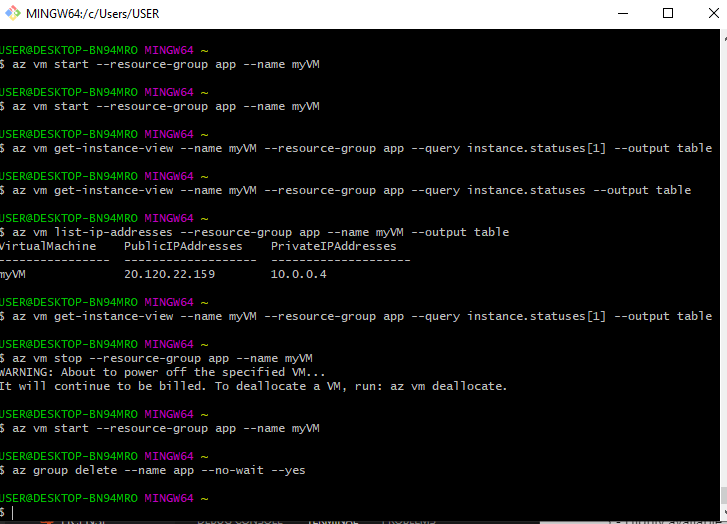 MINGW64:/c/Users/USER
USER@DESKTOP-BN94MRO MINGW64 ~
$ az vm start --resource-group app --name myVM
USER@DESKTOP-BN94MRO MINGW64 ~
$ az vm start --resource-group app --name myVM
USER@DESKTOP-BN94MRO MINGW64 ~
$ az vm get-instance-view --name myVM --resource-group app --query instance.statuses[1] --output table
USER@DESKTOP-BN94MRO MINGW64 ~
$ az vm get-instance-view --name myVM --resource-group app --query instance.statuses --output table
USER@DESKTOP-BN94MRO MINGW64 ~
$ az vm list-ip-addresses --resource-group app --name myVM --output table
VirtualMachine    PublicIPAddresses    PrivateIPAddresses
----------------  -------------------  --------------------
myVM              20.120.22.159        10.0.0.4
USER@DESKTOP-BN94MRO MINGW64 ~
$ az vm get-instance-view --name myVM --resource-group app --query instance.statuses[1] --output table
USER@DESKTOP-BN94MRO MINGW64 ~
$ az vm stop --resource-group app --name myVM
WARNING: About to power off the specified VM...
It will continue to be billed. To deallocate a VM, run: az vm deallocate.
USER@DESKTOP-BN94MRO MINGW64 ~
$ az vm start --resource-group app --name myVM
USER@DESKTOP-BN94MRO MINGW64 ~
$ az group delete --name app --no-wait --yes
USER@DESKTOP-BN94MRO MINGW64 ~
$